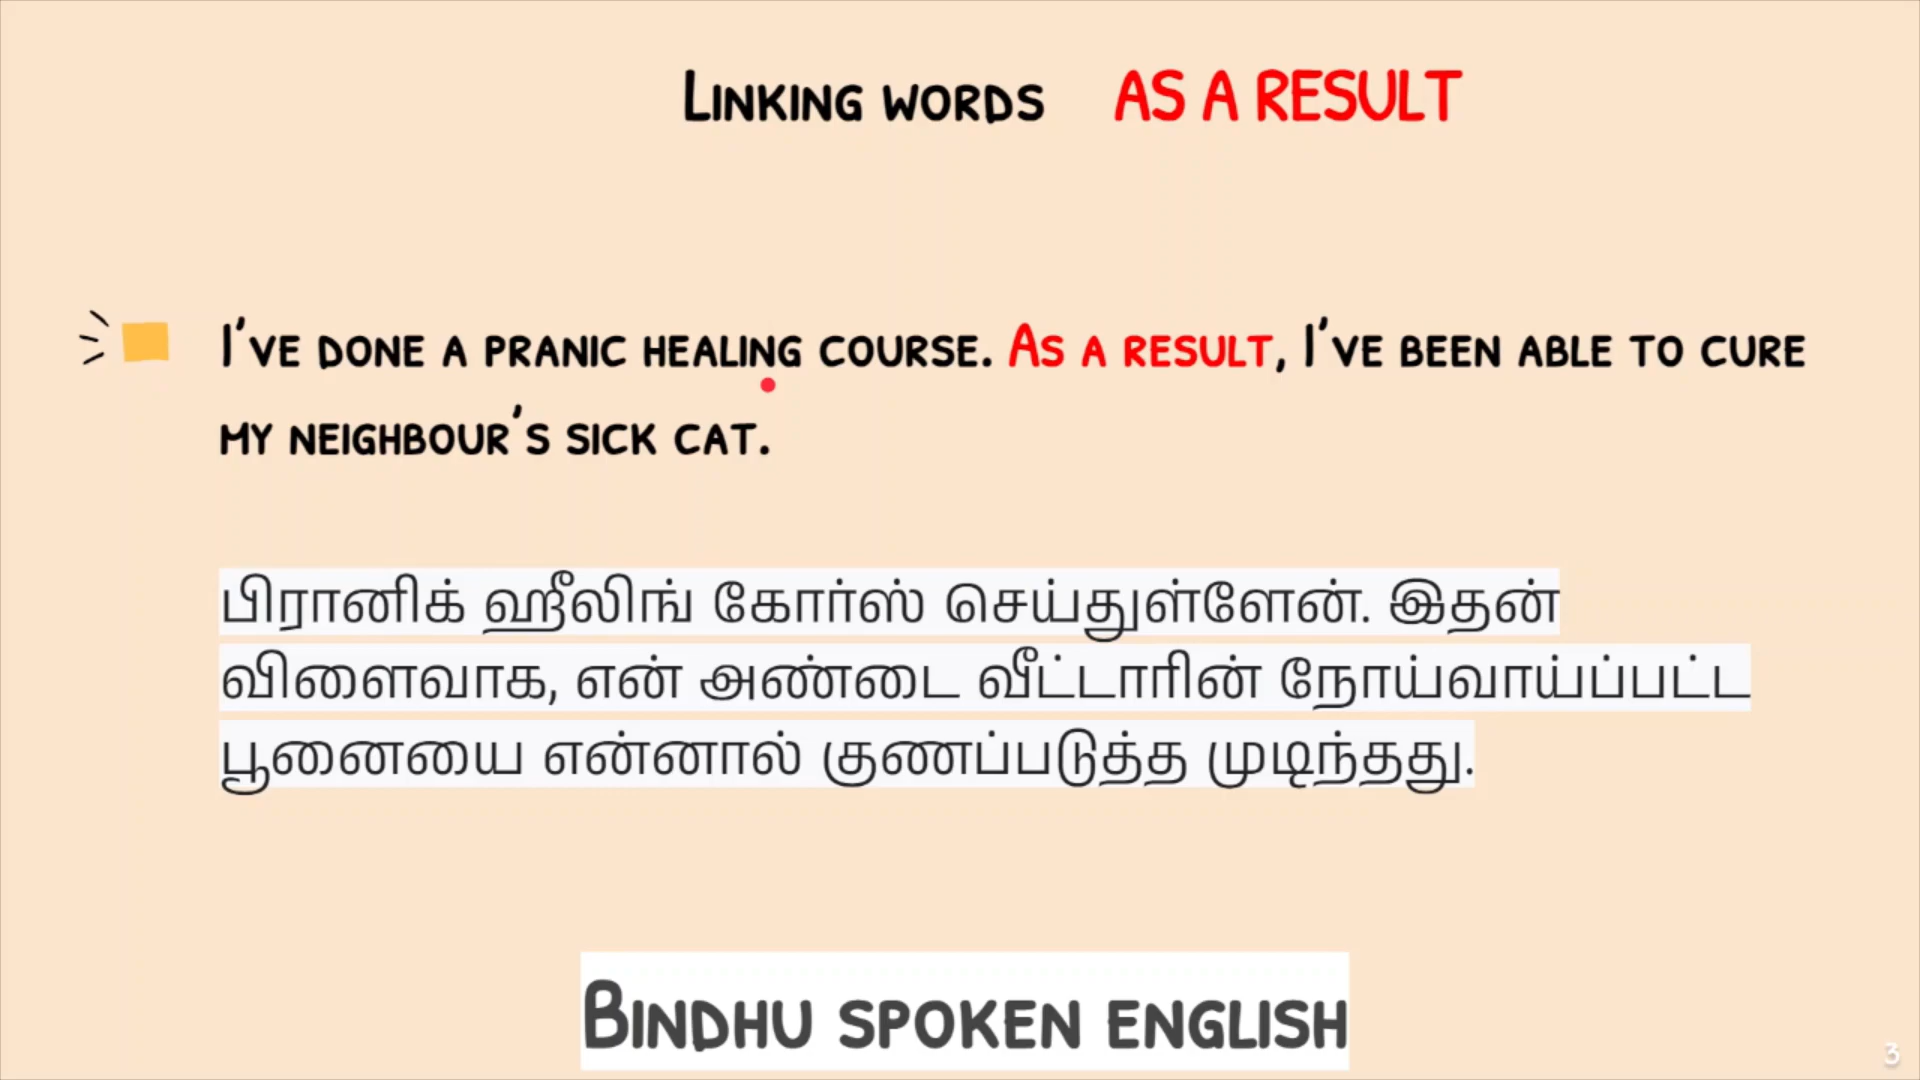 Linking words AS A RESULT
I've done a pranic healing course. As a result, I've been able to cure
my neighbour's sick cat.
பிரானிக் ஹீலிங் கோர்ஸ் செய்துள்ளேன். இதன்
விளைவாக, என் அண்டை வீட்டாரின் நோய்வாய்ப்பட்ட
பூனையை என்னால் குணப்படுத்த முடிந்தது.
Bindhu spoken english
3